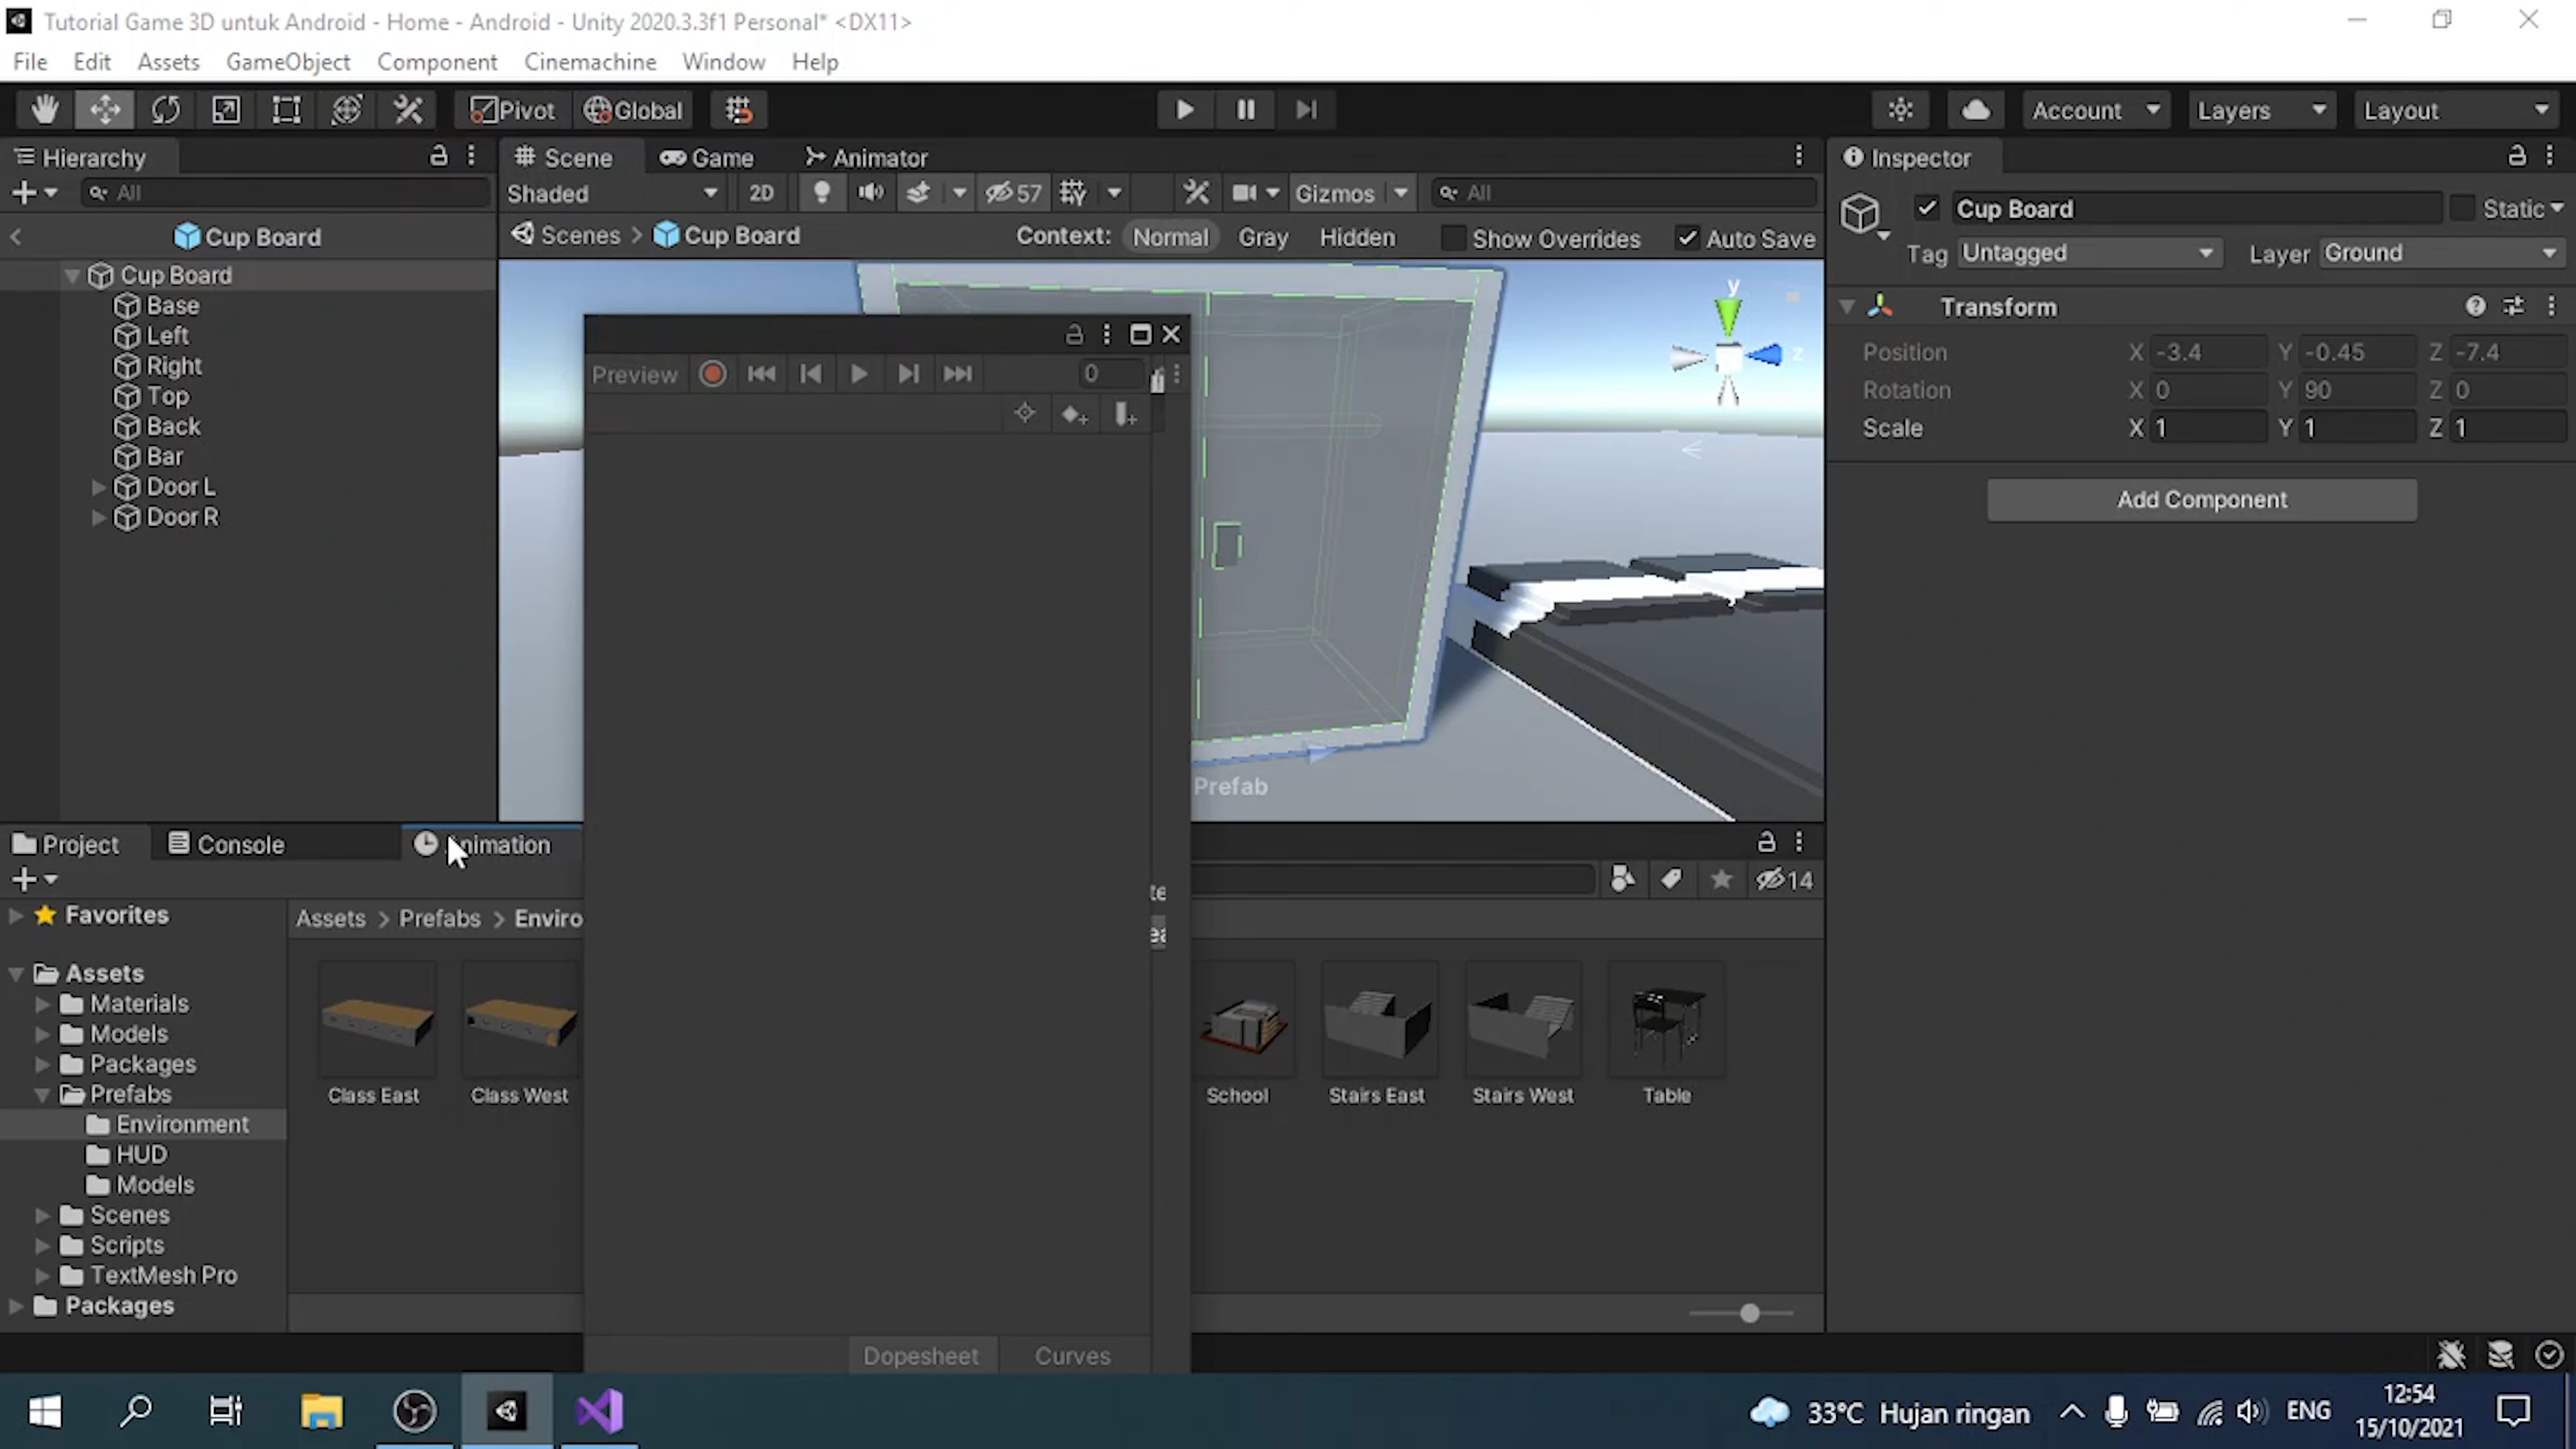 Tutorial Game 3D untuk Android - Home - Android - Unity 2020.3.3f1 Personal* <DX11>
File Edit Assets GameObject Component Cinemachine Window Help
Pivot Global Account Layers Layout
Hierarchy
All
Cup Board
Cup Board
Base
Left
Right
Top
Back
Bar
Door L
Door R
Scene Game Animator
Shaded 2D 57 Gizmos All
Scenes > Cup Board Context: Normal Gray Hidden Show Overrides Auto Save
y
z
Prefab
Preview 0
Dopesheet Curves
Inspector
Cup Board Static
Tag Untagged Layer Ground
Transform
Position X -3.4 Y -0.45 Z -7.4
Rotation X 0 Y 90 Z 0
Scale X 1 Y 1 Z 1
Add Component
Project Console nimation
14
Favorites
Assets
Materials
Models
Packages
Prefabs
Environment
HUD
Models
Scenes
Scripts
TextMesh Pro
Packages
Assets > Prefabs > Enviro
Class East Class West School Stairs East Stairs West Table
33°C Hujan ringan ENG 12:54
15/10/2021